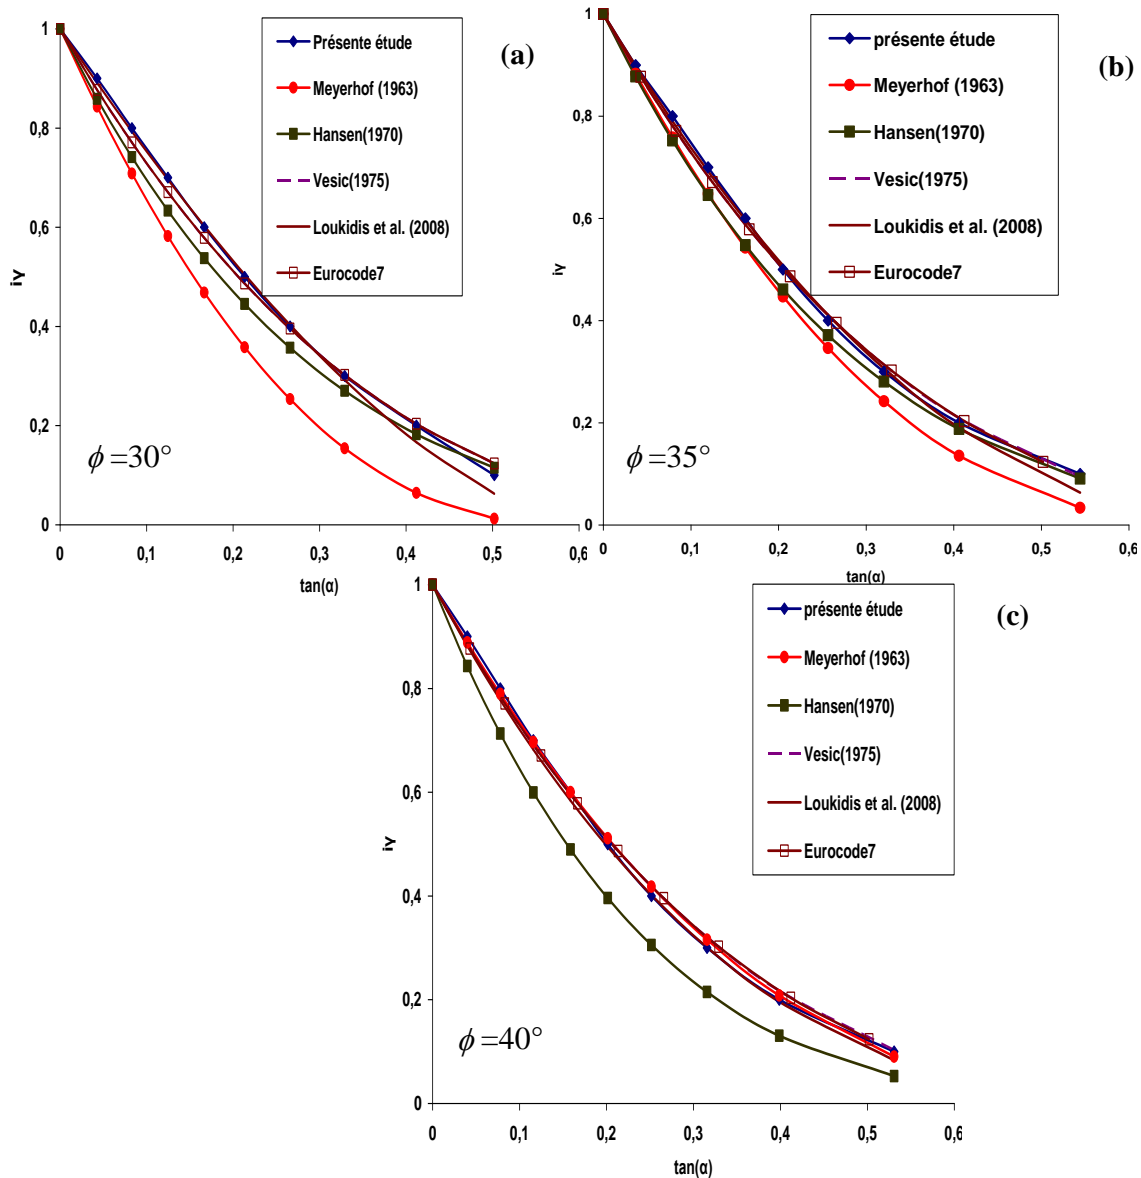 (a)
1
0,8
0,6
0,4
0,2
0
iγ
Présente étude
Meyerhof (1963)
Hansen(1970)
Vesic(1975)
Loukidis et al. (2008)
Eurocode7
ϕ =30°
0 0,1 0,2 0,3 0,4 0,5 0,6
tan(α)
(b)
1
0,8
0,6
0,4
0,2
0
présente étude
Meyerhof (1963)
Hansen(1970)
Vesic(1975)
Loukidis et al. (2008)
Eurocode7
ϕ =35°
0 0,1 0,2 0,3 0,4 0,5 0,6
tan(α)
(c)
1
0,8
0,6
0,4
0,2
0
iγ
présente étude
Meyerhof (1963)
Hansen(1970)
Vesic(1975)
Loukidis et al. (2008)
Eurocode7
ϕ =40°
0 0,1 0,2 0,3 0,4 0,5 0,6
tan(α)